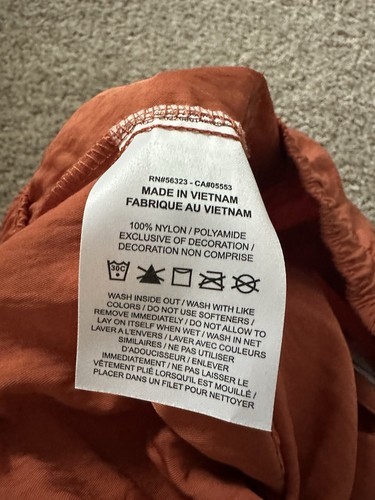 RN#56323 - CA#05553
MADE IN VIETNAM
FABRIQUE AU VIETNAM
100% NYLON / POLYAMIDE
EXCLUSIVE OF DECORATION /
DECORATION NON COMPRISE
30C
WASH INSIDE OUT / WASH WITH LIKE
COLORS / DO NOT USE SOFTENERS /
REMOVE IMMEDIATELY / DO NOT ALLOW TO
LAY ON ITSELF WHEN WET / WASH IN NET
LAVER A L'ENVERS / LAVER AVEC COULEURS
SIMILAIRES / NE PAS UTILISER
D'ADOUCISSEUR / ENLEVER
IMMÉDIATEMENT / NE PAS LAISSER LE
VÊTEMENT PLIÉ LORSQU'IL EST MOUILLÉ /
PLACER DANS UN FILET POUR NETTOYER